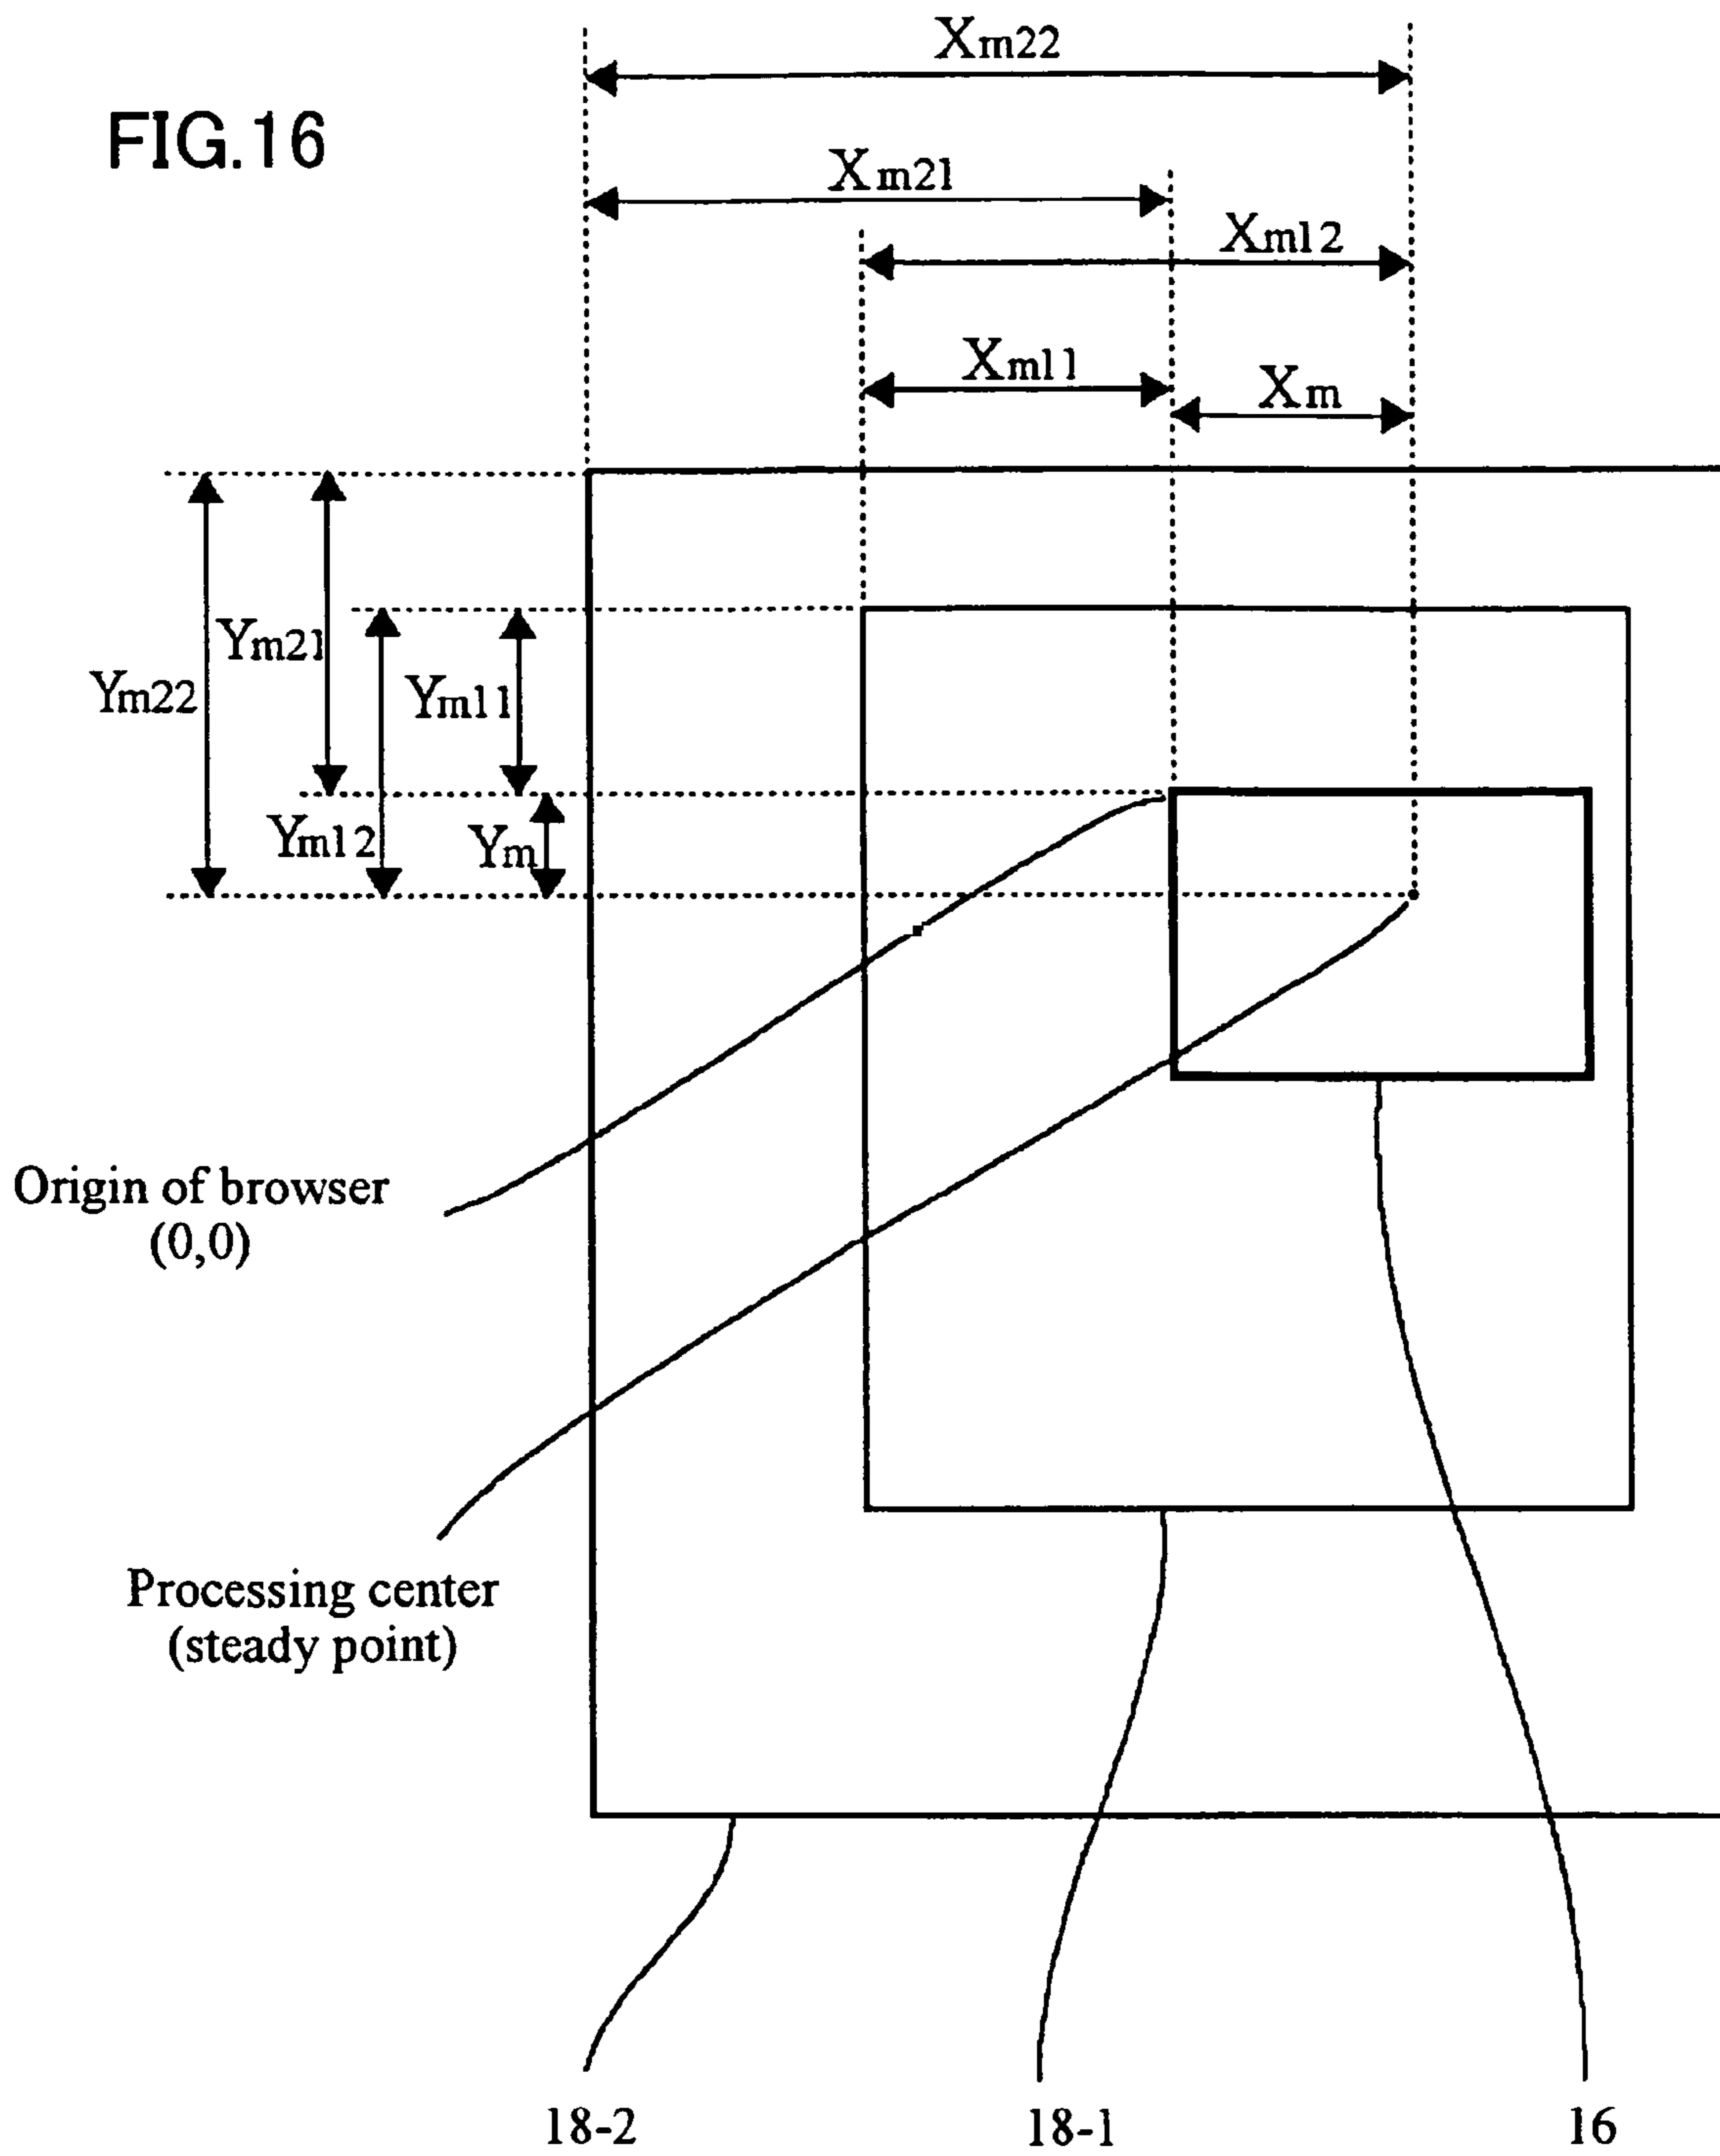 Xm22
FIG.16
Xm21
Xm12
Xm11
Xm
Ym21
Ym22
Ym11
Ym12
Ym
Origin of browser
(0,0)
Processing center
(steady point)
18-2
18-1
16